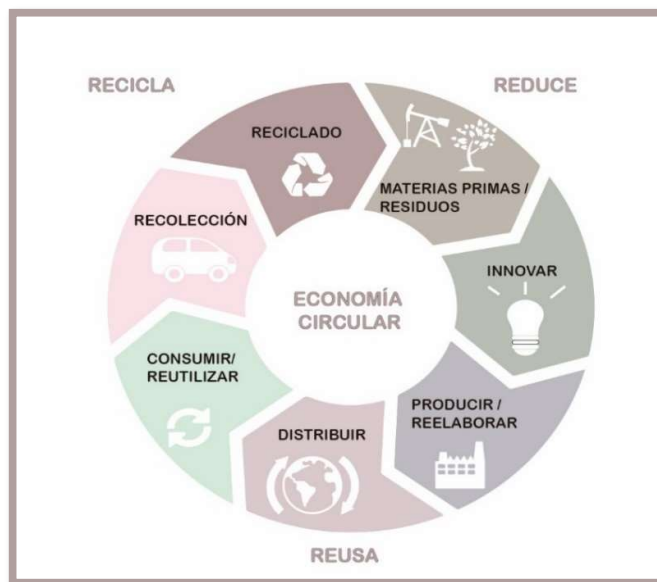 RECICLA
REDUCE
RECICLADO
MATERIAS PRIMAS /
RESIDUOS
RECOLECCIÓN
INNOVAR
ECONOMÍA
CIRCULAR
CONSUMIR/
REUTILIZAR
PRODUCIR /
REELABORAR
DISTRIBUIR
REUSA